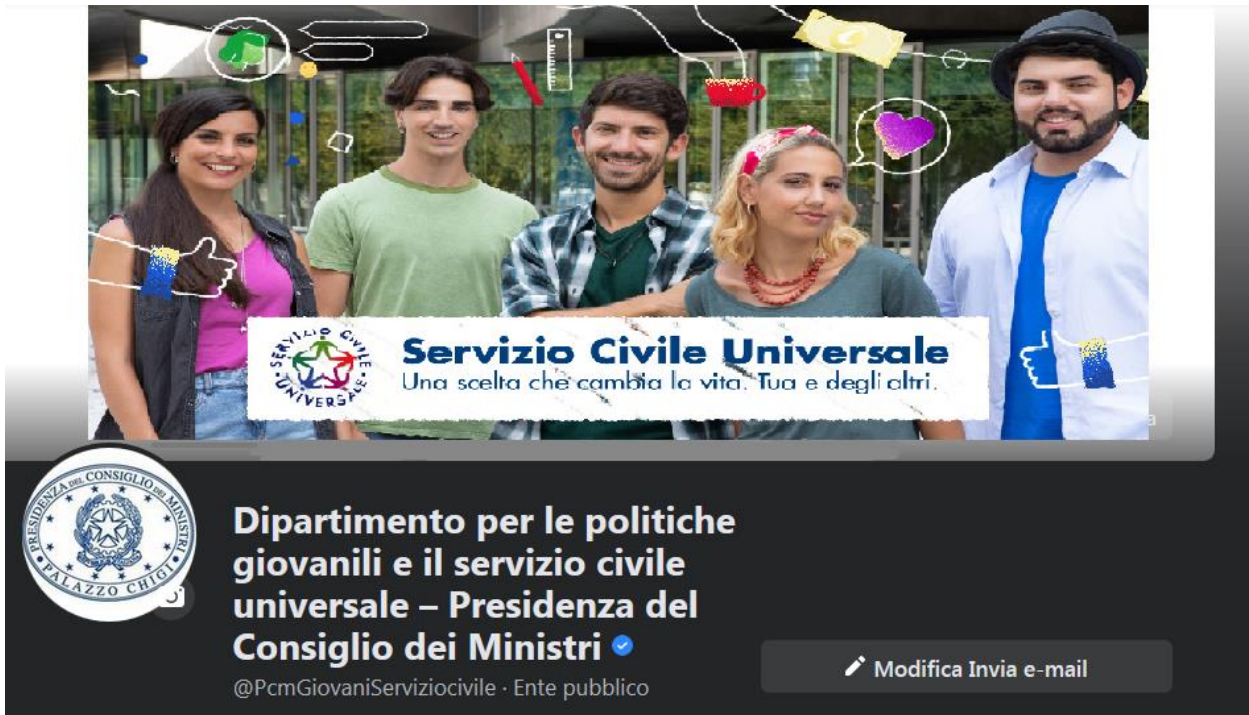 SERVIZIO CIVILE UNIVERSALE
Servizio Civile Universale
Una scelta che cambia la vita. Tua e degli altri.
PRESIDENZA DEL CONSIGLIO DEI MINISTRI
PALAZZO CHIGI
Dipartimento per le politiche
giovanili e il servizio civile
universale – Presidenza del
Consiglio dei Ministri
@PcmGiovaniServiziocivile · Ente pubblico
Modifica Invia e-mail